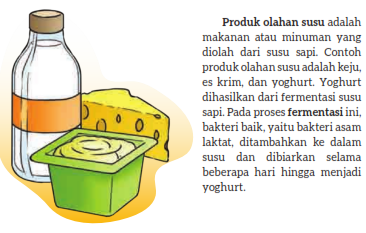 Produk olahan susu adalah
makanan atau minuman yang
diolah dari susu sapi. Contoh
produk olahan susu adalah keju,
es krim, dan yoghurt. Yoghurt
dihasilkan dari fermentasi susu
sapi. Pada proses fermentasi ini,
bakteri baik, yaitu bakteri asam
laktat, ditambahkan ke dalam
susu dan dibiarkan selama
beberapa hari hingga menjadi
yoghurt.